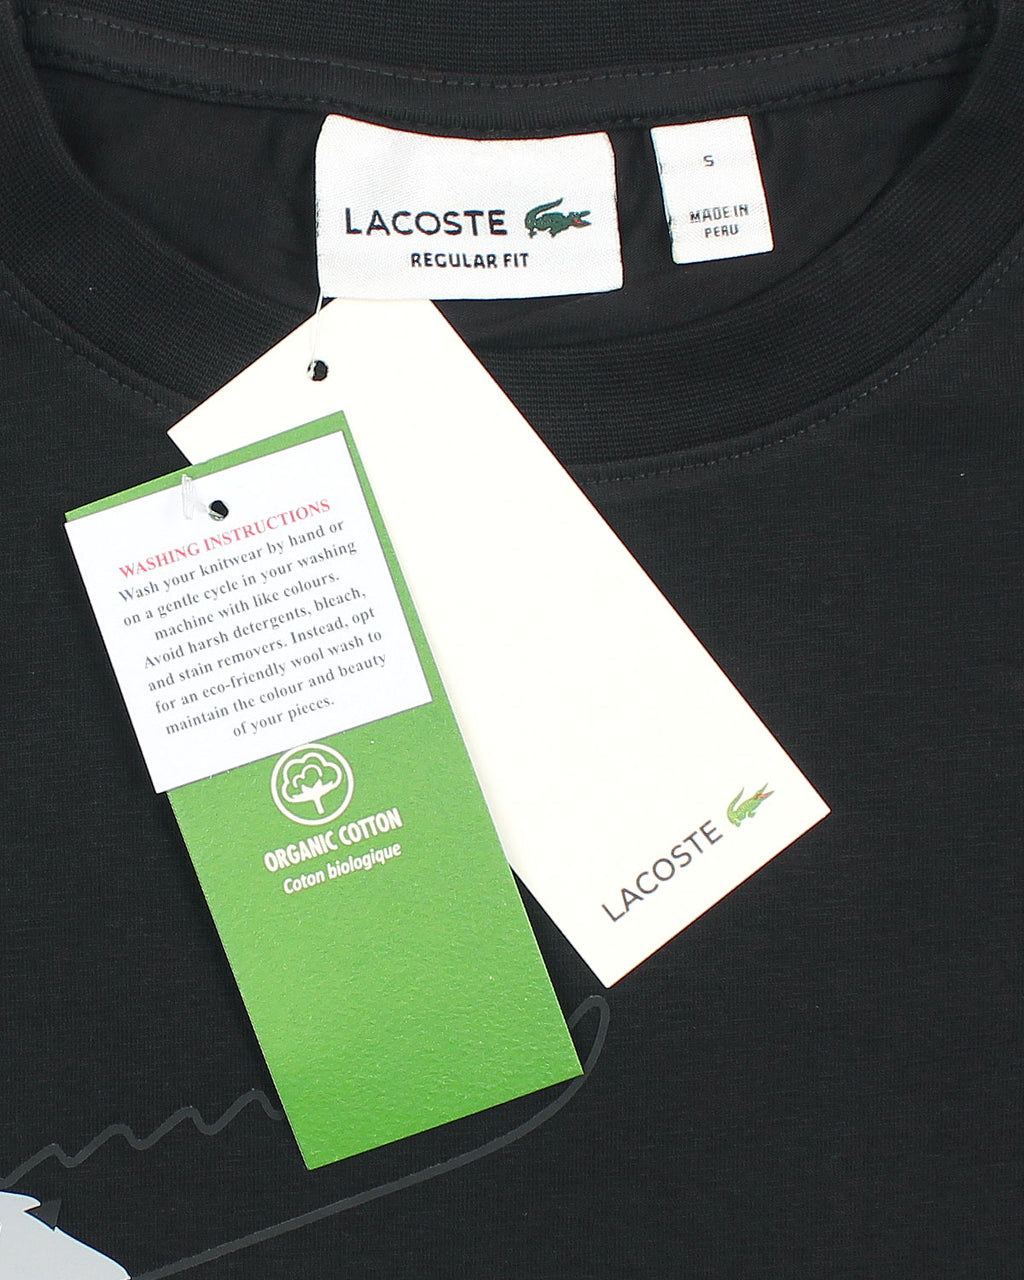 LACOSTE
REGULAR FIT
S
MADE IN
PERU
WASHING INSTRUCTIONS
Wash your knitwear by hand or
on a gentle cycle in your washing
machine with like colours.
Avoid harsh detergents, bleach,
and stain removers. Instead, opt
for an eco-friendly wool wash to
maintain the colour and beauty
of your pieces.
ORGANIC COTTON
Coton biologique
LACOSTE